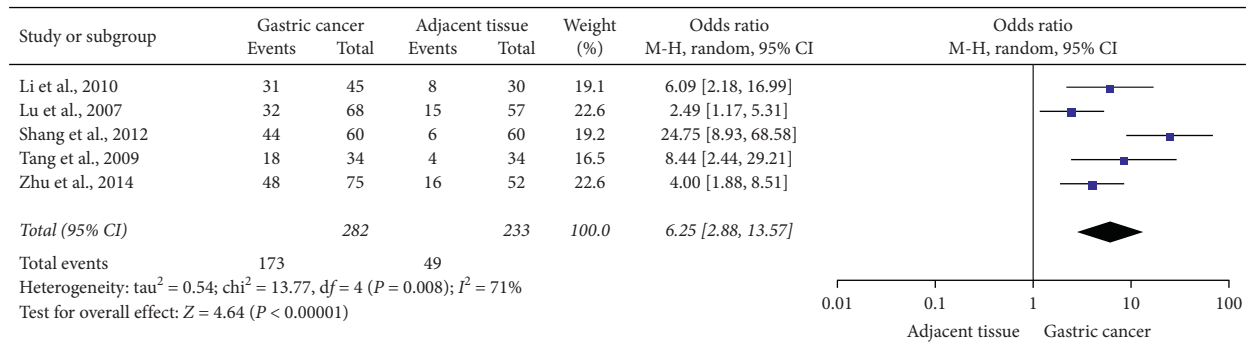 Study or subgroup Gastric cancer Adjacent tissue Weight Odds ratio Odds ratio
Events Total Events Total (%) M-H, random, 95% CI M-H, random, 95% CI
Li et al., 2010 31 45 8 30 19.1 6.09 [2.18, 16.99]
Lu et al., 2007 32 68 15 57 22.6 2.49 [1.17, 5.31]
Shang et al., 2012 44 60 6 60 19.2 24.75 [8.93, 68.58]
Tang et al., 2009 18 34 4 34 16.5 8.44 [2.44, 29.21]
Zhu et al., 2014 48 75 16 52 22.6 4.00 [1.88, 8.51]
Total (95% CI) 282 233 100.0 6.25 [2.88, 13.57]
Total events 173 49
Heterogeneity: tau² = 0.54; chi² = 13.77, df = 4 (P = 0.008); I² = 71%
Test for overall effect: Z = 4.64 (P < 0.00001)
0.01 0.1 1 10 100
Adjacent tissue Gastric cancer